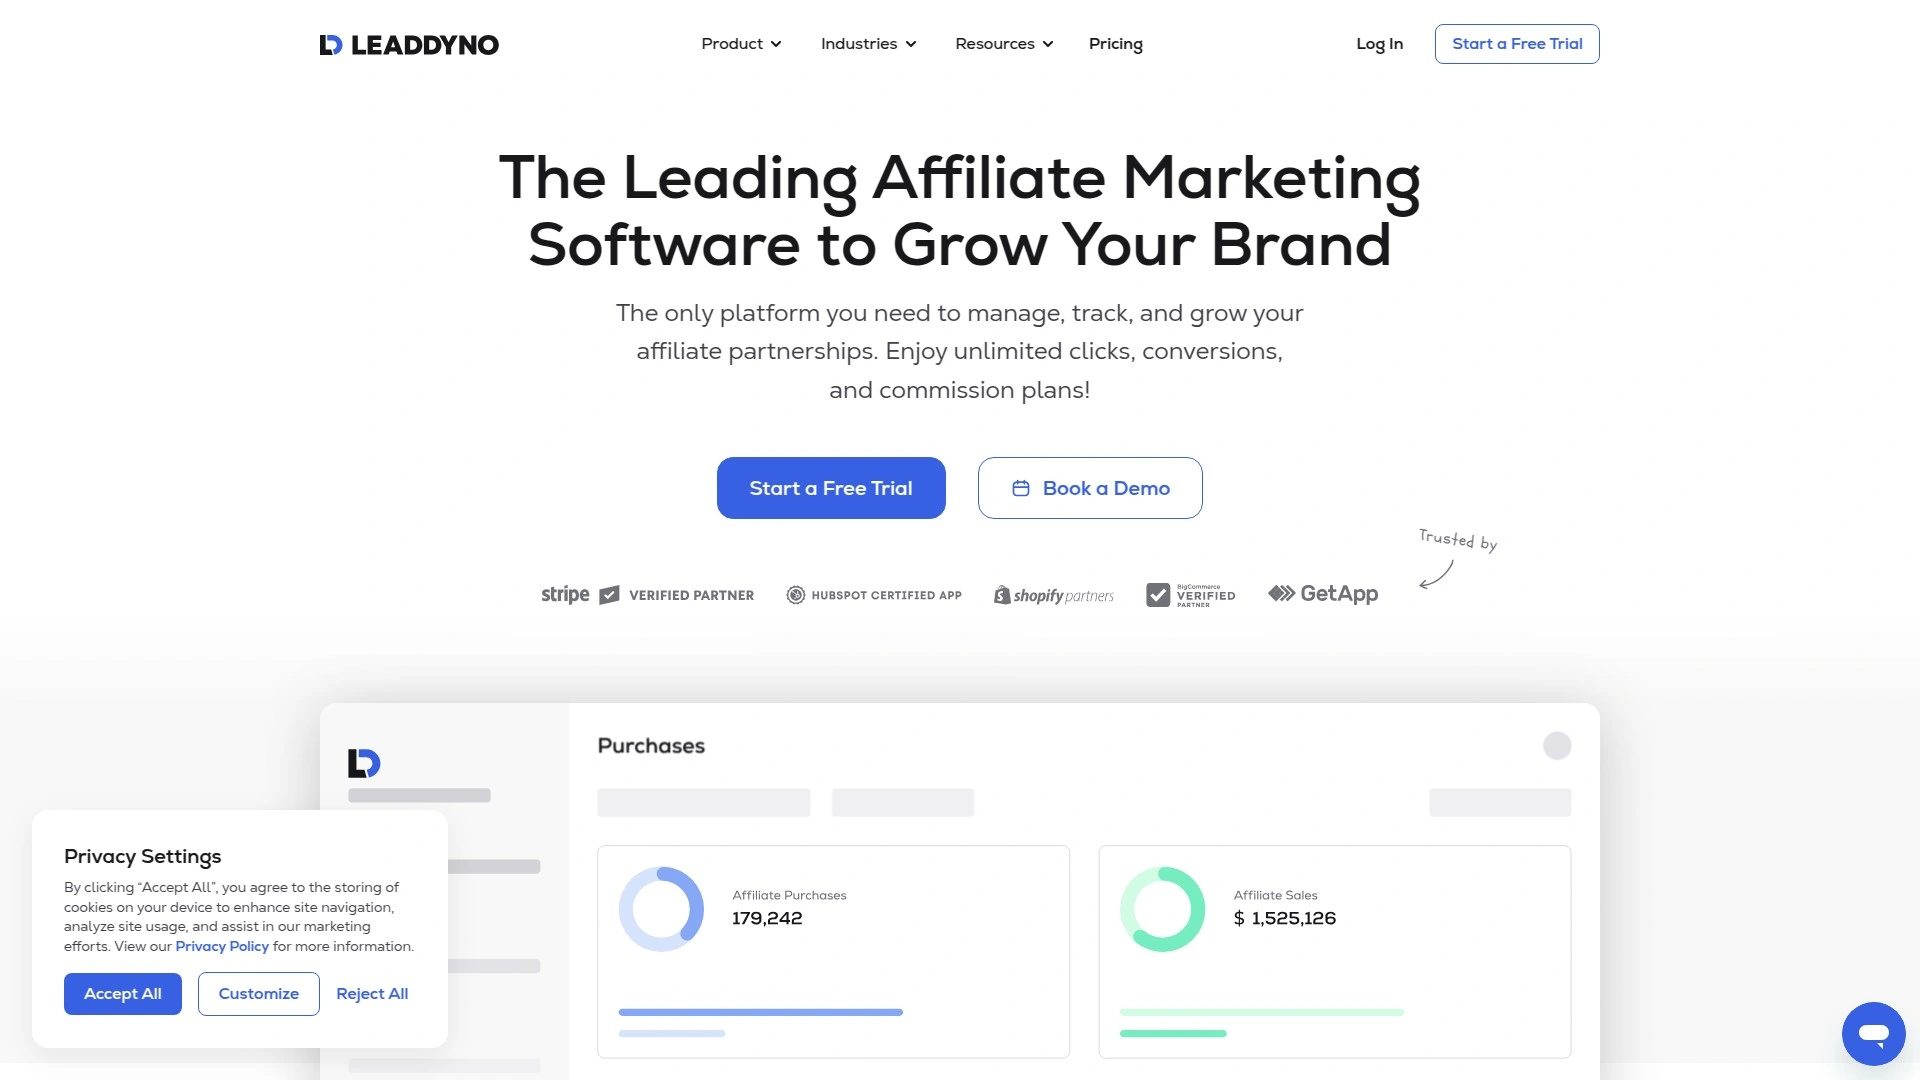 LEADDYNO
Product
Industries
Resources
Pricing
Log In
Start a Free Trial
The Leading Affiliate Marketing
Software to Grow Your Brand
The only platform you need to manage, track, and grow your
affiliate partnerships. Enjoy unlimited clicks, conversions,
and commission plans!
Start a Free Trial
Book a Demo
Trusted by
stripe VERIFIED PARTNER
HUBSPOT CERTIFIED APP
shopify partners
BigCommerce
VERIFIED
PARTNER
GetApp
Purchases
Affiliate Purchases
179,242
Affiliate Sales
$ 1,525,126
Privacy Settings
By clicking “Accept All”, you agree to the storing of
cookies on your device to enhance site navigation,
analyze site usage, and assist in our marketing
efforts. View our Privacy Policy for more information.
Accept All
Customize
Reject All